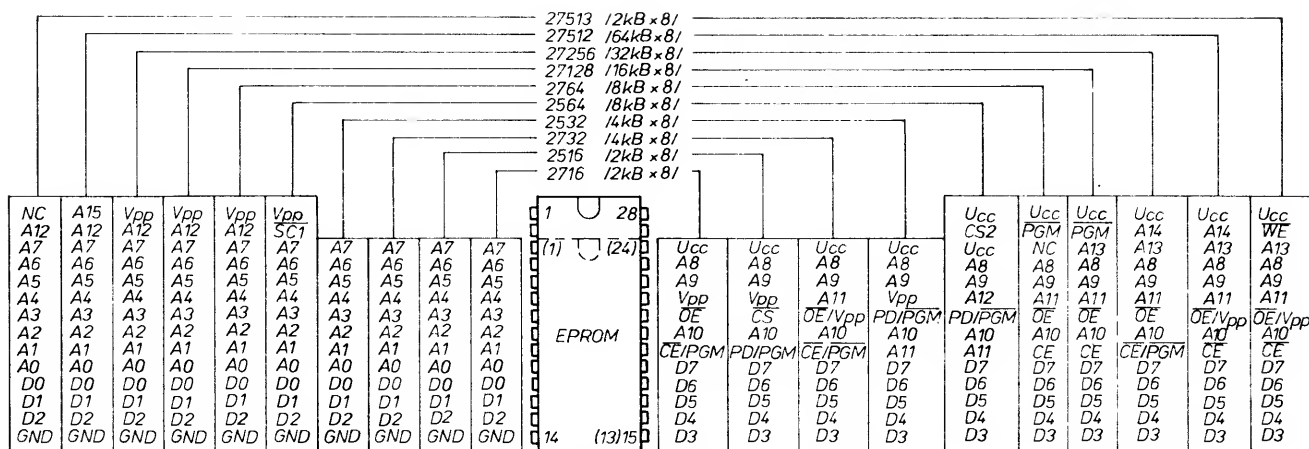 27513 /2kB×8/
27512 /64kB×8/
27256 /32kB×8/
27128 /16kB×8/
2764 /8kB×8/
2564 /8kB×8/
2532 /4kB×8/
2732 /4kB×8/
2516 /2kB×8/
2716 /2kB×8/
NC A15 Vpp Vpp Vpp Vpp 1 28 Ucc Ucc Ucc Ucc Ucc Ucc
A12 A12 A12 A12 A12 SC1 CS2 PGM PGM A14 A14 WE
A7 A7 A7 A7 A7 A7 A7 A7 A7 A7 (1) (24) Ucc Ucc Ucc Ucc Ucc NC A13 A13 A13 A13
A6 A6 A6 A6 A6 A6 A6 A6 A6 A6 A8 A8 A8 A8 A8 A8 A8 A8 A8 A8
A5 A5 A5 A5 A5 A5 A5 A5 A5 A5 A9 A9 A9 A9 A9 A9 A9 A9 A9 A9
A4 A4 A4 A4 A4 A4 A4 A4 A4 A4 Vpp Vpp A11 Vpp A12 A11 A11 A11 A11 A11
A3 A3 A3 A3 A3 A3 A3 A3 A3 A3 OE CS OE/Vpp PD/PGM PD/PGM OE OE OE OE/Vpp OE/Vpp
A2 A2 A2 A2 A2 A2 A2 A2 A2 A2 EPROM A10 A10 A10 A10 A10 A10 A10 A10 A10 A10
A1 A1 A1 A1 A1 A1 A1 A1 A1 A1 CE/PGM PD/PGM CE/PGM A11 A11 CE CE CE/PGM CE CE
A0 A0 A0 A0 A0 A0 A0 A0 A0 A0 D7 D7 D7 D7 D7 D7 D7 D7 D7 D7
D0 D0 D0 D0 D0 D0 D0 D0 D0 D0 D6 D6 D6 D6 D6 D6 D6 D6 D6 D6
D1 D1 D1 D1 D1 D1 D1 D1 D1 D1 D5 D5 D5 D5 D5 D5 D5 D5 D5 D5
D2 D2 D2 D2 D2 D2 D2 D2 D2 D2 D4 D4 D4 D4 D4 D4 D4 D4 D4 D4
GND GND GND GND GND GND GND GND GND GND 14 (13)15 D3 D3 D3 D3 D3 D3 D3 D3 D3 D3